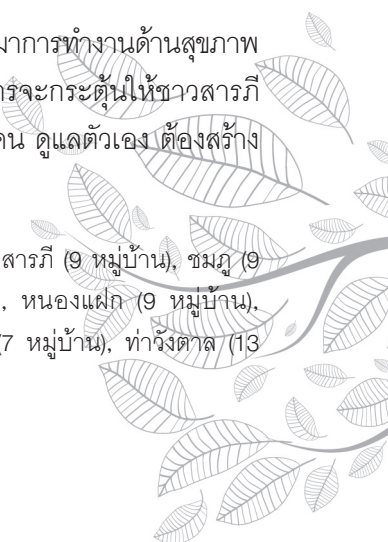 มาการทำงานด้านสุขภาพ
รจะกระตุ้นให้ชาวสารภี
คน ดูแลตัวเอง ต้องสร้าง
สารภี (9 หมู่บ้าน), ชมภู (9
, หนองแฝก (9 หมู่บ้าน),
(7 หมู่บ้าน), ท่าวังตาล (13